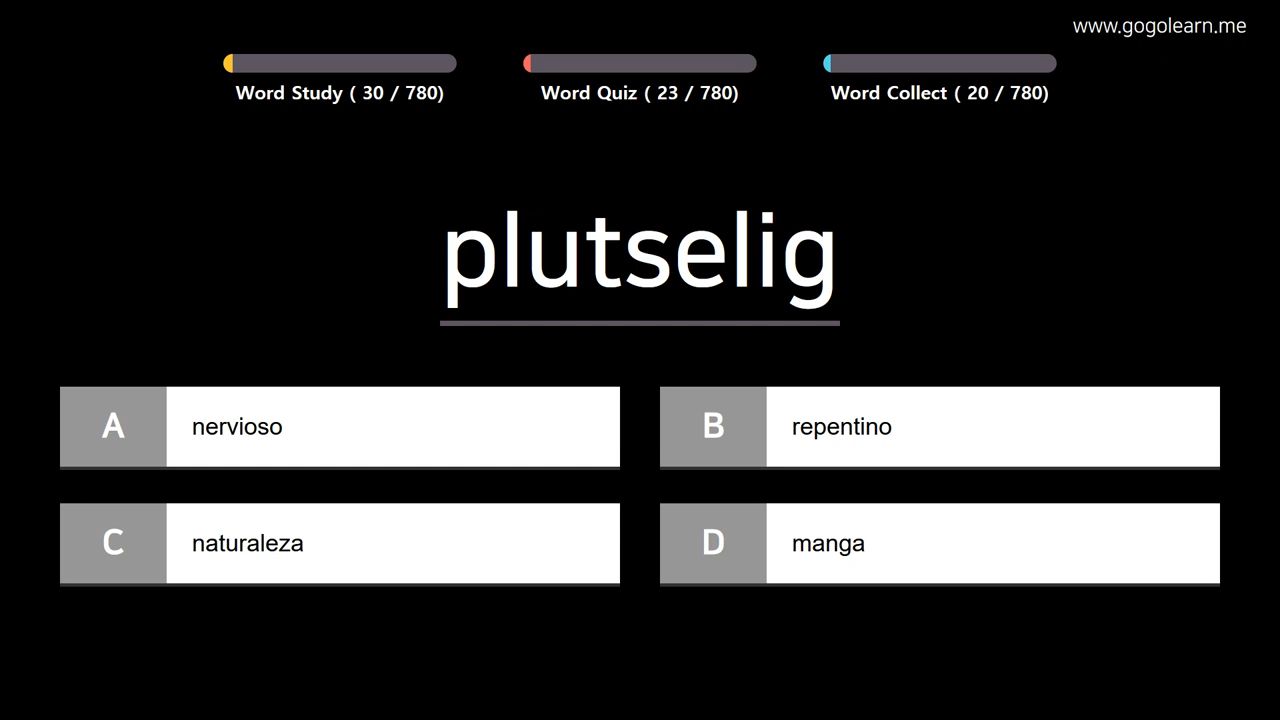 www.gogolearn.me
Word Study ( 30 / 780)
Word Quiz ( 23 / 780)
Word Collect ( 20 / 780)
plutselig
A nervioso
B repentino
C naturaleza
D manga